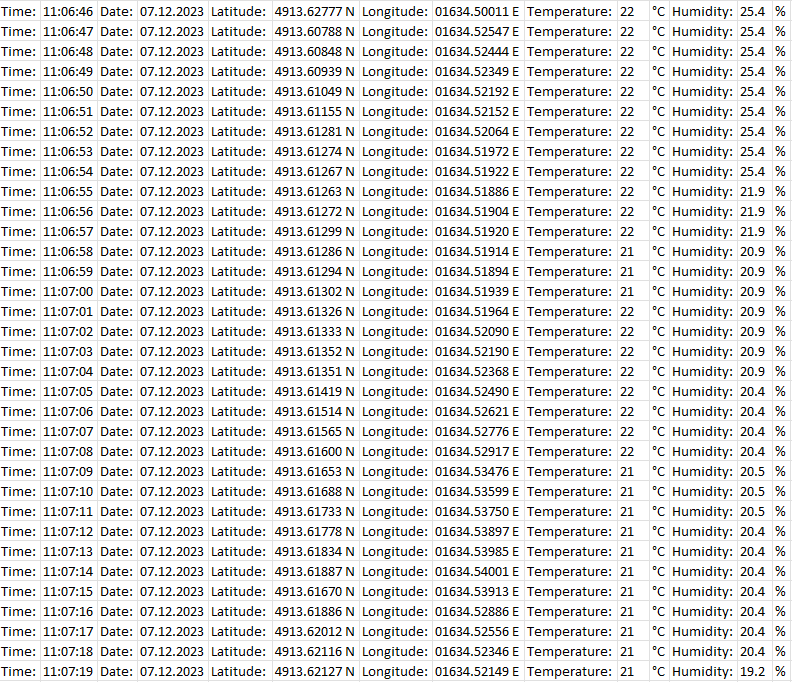 Time: 11:06:46 Date: 07.12.2023 Latitude: 4913.62777 N Longitude: 01634.50011 E Temperature: 22 °C Humidity: 25.4 %
Time: 11:06:47 Date: 07.12.2023 Latitude: 4913.60788 N Longitude: 01634.52547 E Temperature: 22 °C Humidity: 25.4 %
Time: 11:06:48 Date: 07.12.2023 Latitude: 4913.60848 N Longitude: 01634.52444 E Temperature: 22 °C Humidity: 25.4 %
Time: 11:06:49 Date: 07.12.2023 Latitude: 4913.60939 N Longitude: 01634.52349 E Temperature: 22 °C Humidity: 25.4 %
Time: 11:06:50 Date: 07.12.2023 Latitude: 4913.61049 N Longitude: 01634.52192 E Temperature: 22 °C Humidity: 25.4 %
Time: 11:06:51 Date: 07.12.2023 Latitude: 4913.61155 N Longitude: 01634.52152 E Temperature: 22 °C Humidity: 25.4 %
Time: 11:06:52 Date: 07.12.2023 Latitude: 4913.61281 N Longitude: 01634.52064 E Temperature: 22 °C Humidity: 25.4 %
Time: 11:06:53 Date: 07.12.2023 Latitude: 4913.61274 N Longitude: 01634.51972 E Temperature: 22 °C Humidity: 25.4 %
Time: 11:06:54 Date: 07.12.2023 Latitude: 4913.61267 N Longitude: 01634.51922 E Temperature: 22 °C Humidity: 25.4 %
Time: 11:06:55 Date: 07.12.2023 Latitude: 4913.61263 N Longitude: 01634.51886 E Temperature: 22 °C Humidity: 21.9 %
Time: 11:06:56 Date: 07.12.2023 Latitude: 4913.61272 N Longitude: 01634.51904 E Temperature: 22 °C Humidity: 21.9 %
Time: 11:06:57 Date: 07.12.2023 Latitude: 4913.61299 N Longitude: 01634.51920 E Temperature: 22 °C Humidity: 21.9 %
Time: 11:06:58 Date: 07.12.2023 Latitude: 4913.61286 N Longitude: 01634.51914 E Temperature: 21 °C Humidity: 20.9 %
Time: 11:06:59 Date: 07.12.2023 Latitude: 4913.61294 N Longitude: 01634.51894 E Temperature: 21 °C Humidity: 20.9 %
Time: 11:07:00 Date: 07.12.2023 Latitude: 4913.61302 N Longitude: 01634.51939 E Temperature: 21 °C Humidity: 20.9 %
Time: 11:07:01 Date: 07.12.2023 Latitude: 4913.61326 N Longitude: 01634.51964 E Temperature: 21 °C Humidity: 20.9 %
Time: 11:07:02 Date: 07.12.2023 Latitude: 4913.61333 N Longitude: 01634.52090 E Temperature: 22 °C Humidity: 20.9 %
Time: 11:07:03 Date: 07.12.2023 Latitude: 4913.61352 N Longitude: 01634.52190 E Temperature: 22 °C Humidity: 20.9 %
Time: 11:07:04 Date: 07.12.2023 Latitude: 4913.61351 N Longitude: 01634.52368 E Temperature: 22 °C Humidity: 20.9 %
Time: 11:07:05 Date: 07.12.2023 Latitude: 4913.61419 N Longitude: 01634.52490 E Temperature: 22 °C Humidity: 20.4 %
Time: 11:07:06 Date: 07.12.2023 Latitude: 4913.61514 N Longitude: 01634.52621 E Temperature: 22 °C Humidity: 20.4 %
Time: 11:07:07 Date: 07.12.2023 Latitude: 4913.61565 N Longitude: 01634.52776 E Temperature: 22 °C Humidity: 20.4 %
Time: 11:07:08 Date: 07.12.2023 Latitude: 4913.61600 N Longitude: 01634.52917 E Temperature: 22 °C Humidity: 20.4 %
Time: 11:07:09 Date: 07.12.2023 Latitude: 4913.61653 N Longitude: 01634.53476 E Temperature: 21 °C Humidity: 20.5 %
Time: 11:07:10 Date: 07.12.2023 Latitude: 4913.61688 N Longitude: 01634.53599 E Temperature: 21 °C Humidity: 20.5 %
Time: 11:07:11 Date: 07.12.2023 Latitude: 4913.61733 N Longitude: 01634.53750 E Temperature: 21 °C Humidity: 20.5 %
Time: 11:07:12 Date: 07.12.2023 Latitude: 4913.61778 N Longitude: 01634.53897 E Temperature: 21 °C Humidity: 20.4 %
Time: 11:07:13 Date: 07.12.2023 Latitude: 4913.61834 N Longitude: 01634.53985 E Temperature: 21 °C Humidity: 20.4 %
Time: 11:07:14 Date: 07.12.2023 Latitude: 4913.61887 N Longitude: 01634.54001 E Temperature: 21 °C Humidity: 20.4 %
Time: 11:07:15 Date: 07.12.2023 Latitude: 4913.61670 N Longitude: 01634.53913 E Temperature: 21 °C Humidity: 20.4 %
Time: 11:07:16 Date: 07.12.2023 Latitude: 4913.61886 N Longitude: 01634.52886 E Temperature: 21 °C Humidity: 20.4 %
Time: 11:07:17 Date: 07.12.2023 Latitude: 4913.62012 N Longitude: 01634.52556 E Temperature: 21 °C Humidity: 20.4 %
Time: 11:07:18 Date: 07.12.2023 Latitude: 4913.62116 N Longitude: 01634.52346 E Temperature: 21 °C Humidity: 20.4 %
Time: 11:07:19 Date: 07.12.2023 Latitude: 4913.62127 N Longitude: 01634.52149 E Temperature: 21 °C Humidity: 19.2 %